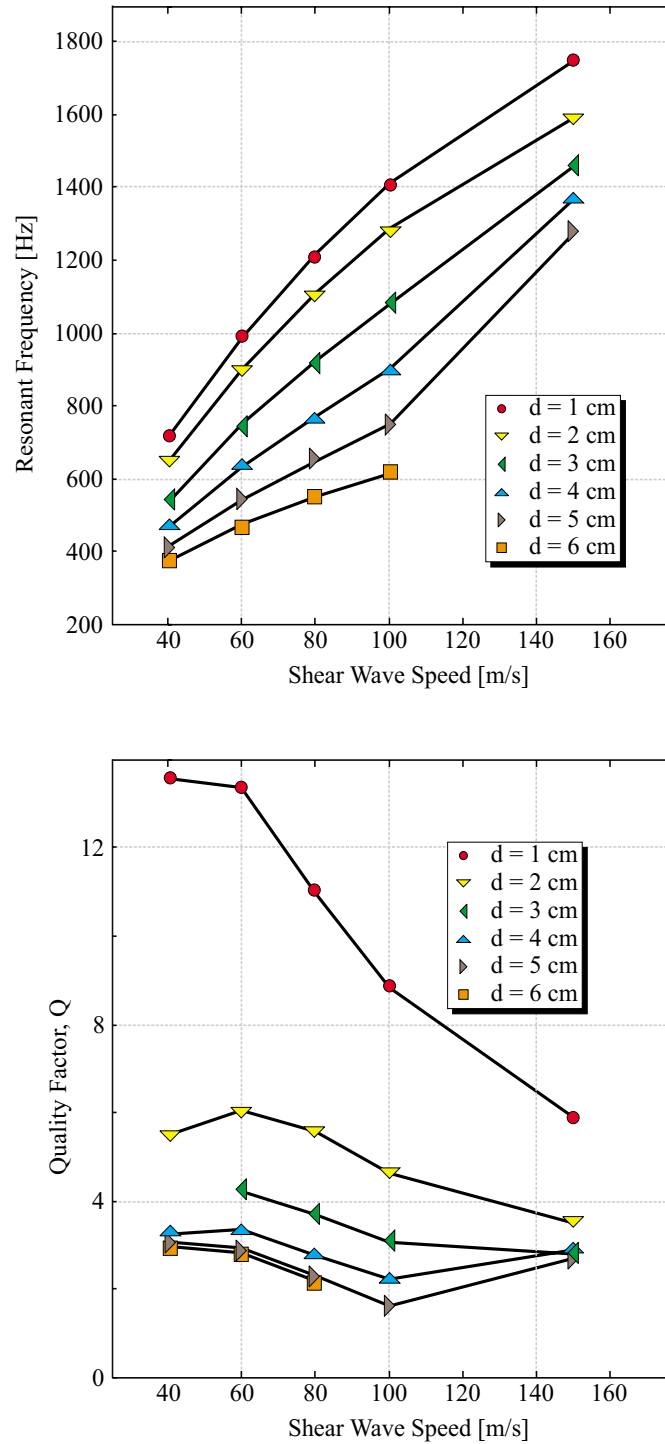 1800
1600
1400
1200
1000
800
600
400
200
Resonant Frequency [Hz]
d = 1 cm
d = 2 cm
d = 3 cm
d = 4 cm
d = 5 cm
d = 6 cm
40 60 80 100 120 140 160
Shear Wave Speed [m/s]
12
8
4
0
Quality Factor, Q
d = 1 cm
d = 2 cm
d = 3 cm
d = 4 cm
d = 5 cm
d = 6 cm
40 60 80 100 120 140 160
Shear Wave Speed [m/s]